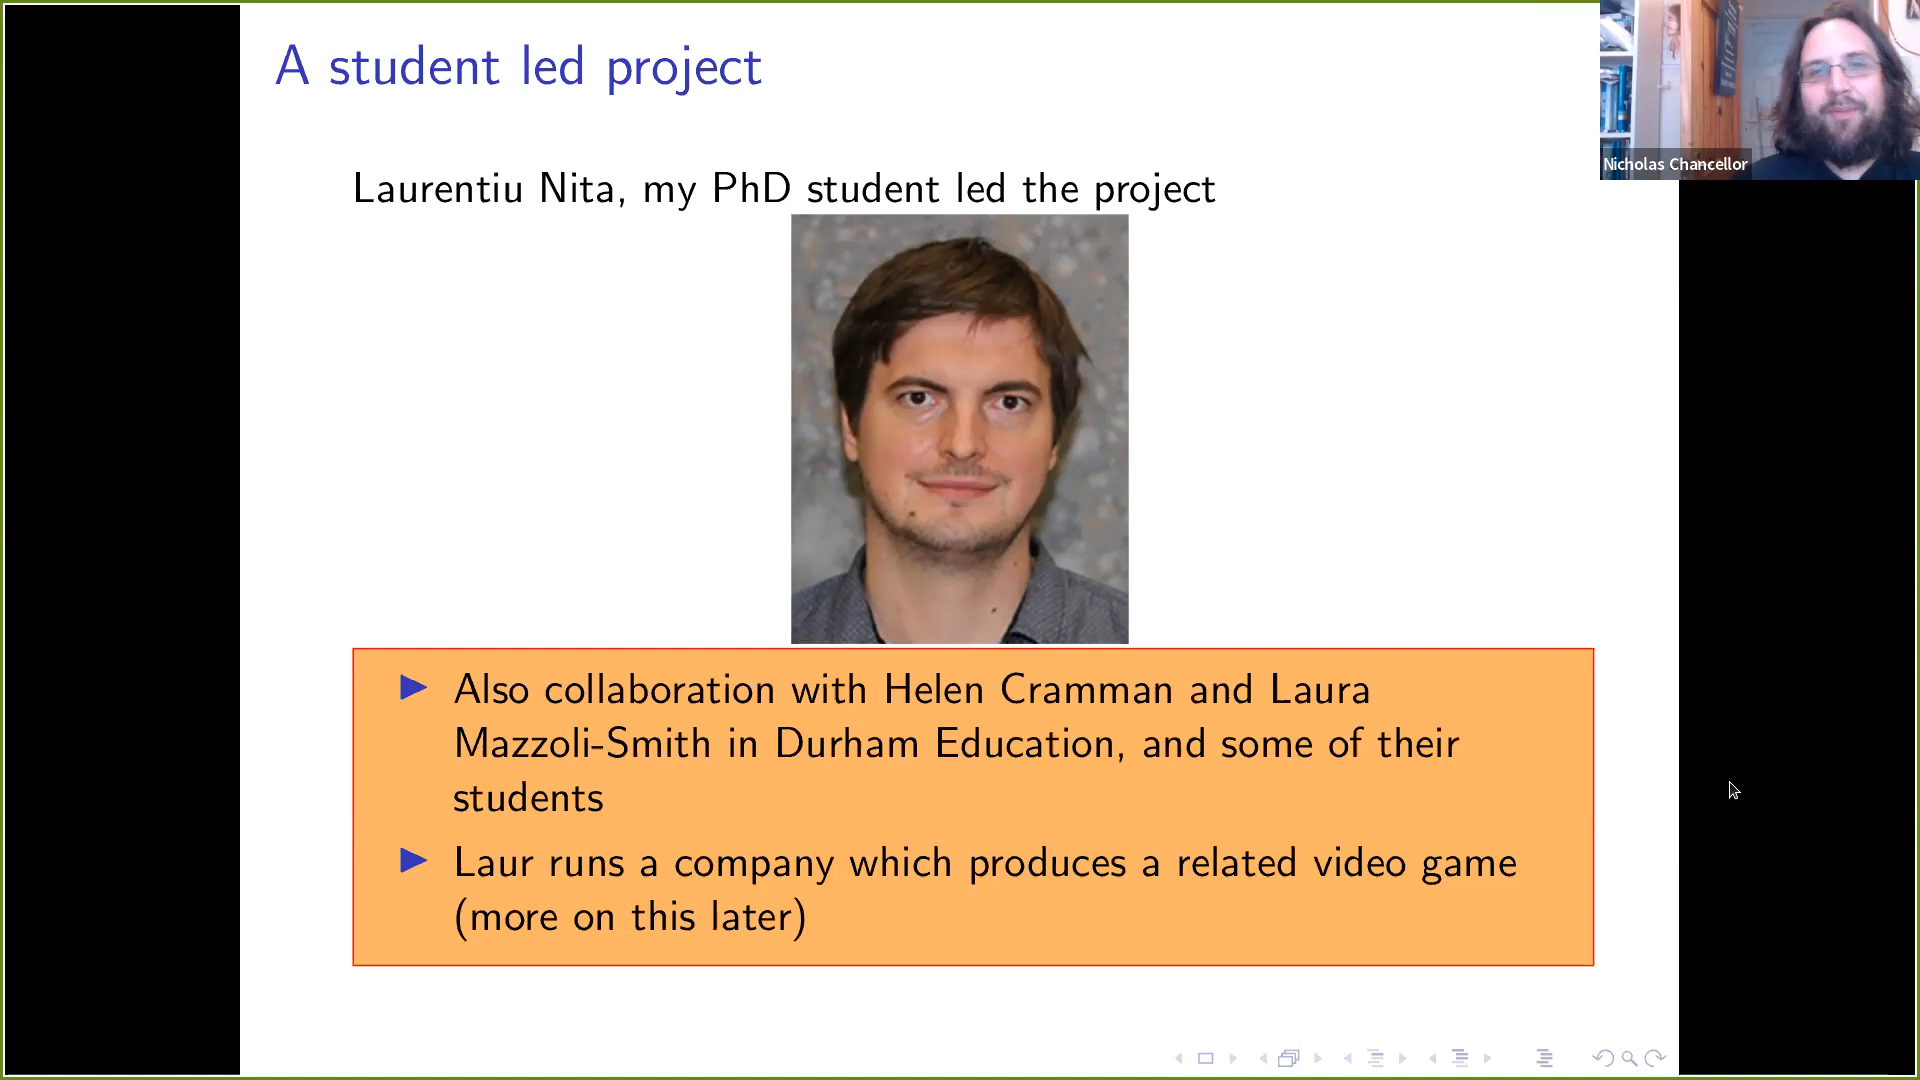 A student led project
Nicholas Chancellor
Laurentiu Nita, my PhD student led the project
Also collaboration with Helen Cramman and Laura
Mazzoli-Smith in Durham Education, and some of their
students
Laur runs a company which produces a related video game
(more on this later)